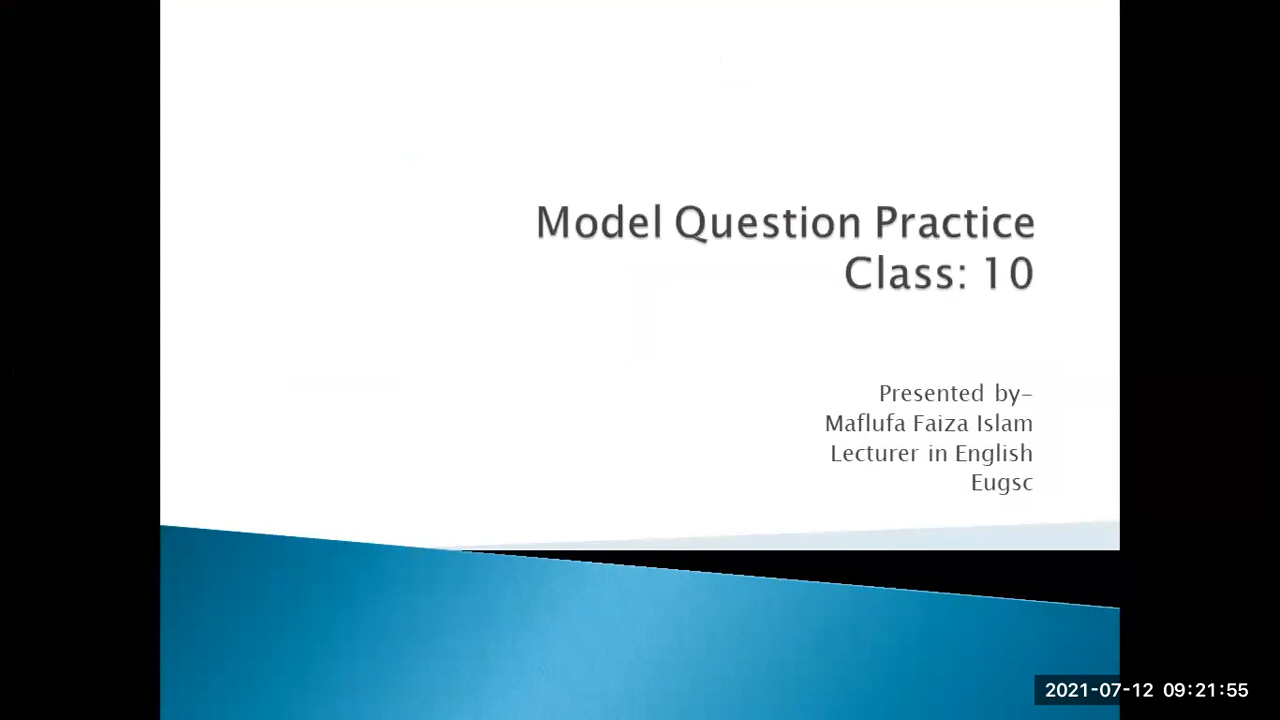 Model Question Practice
Class: 10
Presented by-
Maflufa Faiza Islam
Lecturer in English
Eugsc
2021-07-12 09:21:55